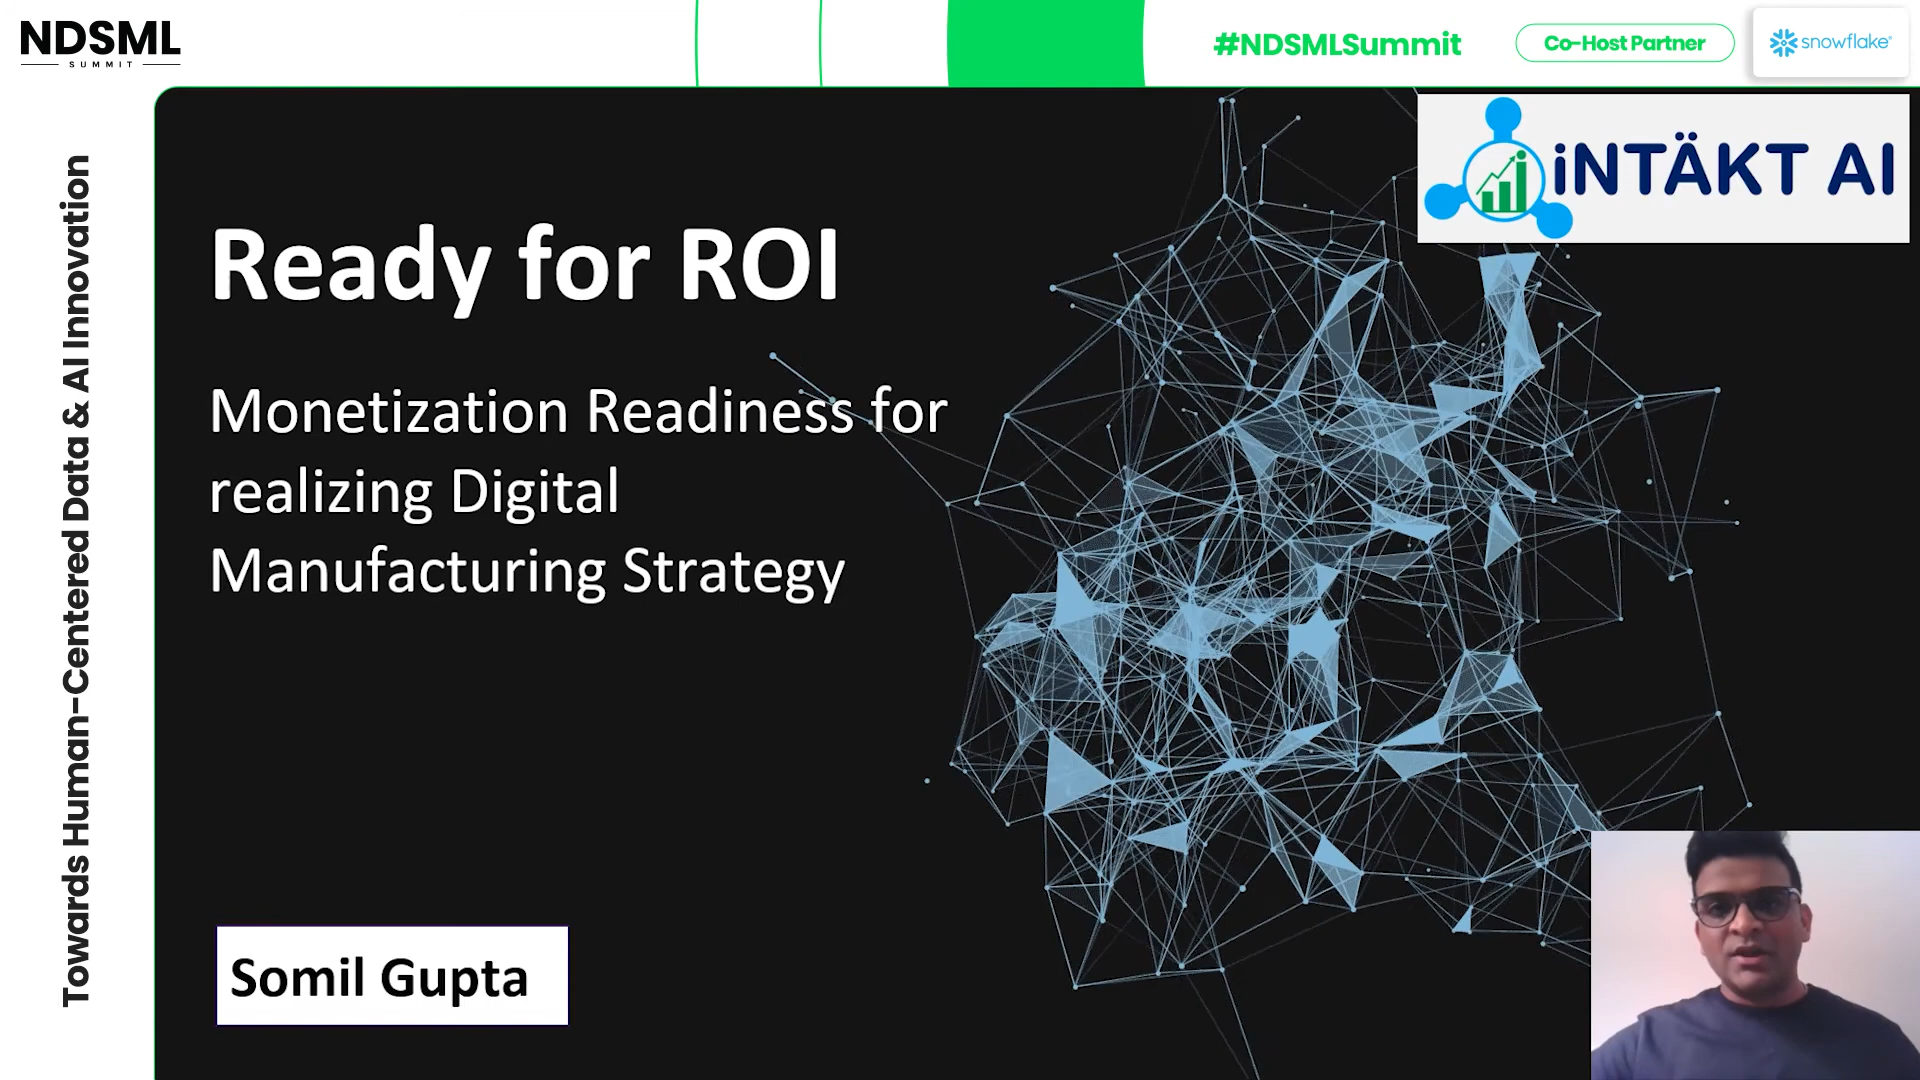 NDSML
SUMMIT
#NDSMLSummit
Co-Host Partner
snowflake®
iNTÄKT AI
Towards Human-Centered Data & AI Innovation
Ready for ROI
Monetization Readiness for
realizing Digital
Manufacturing Strategy
Somil Gupta